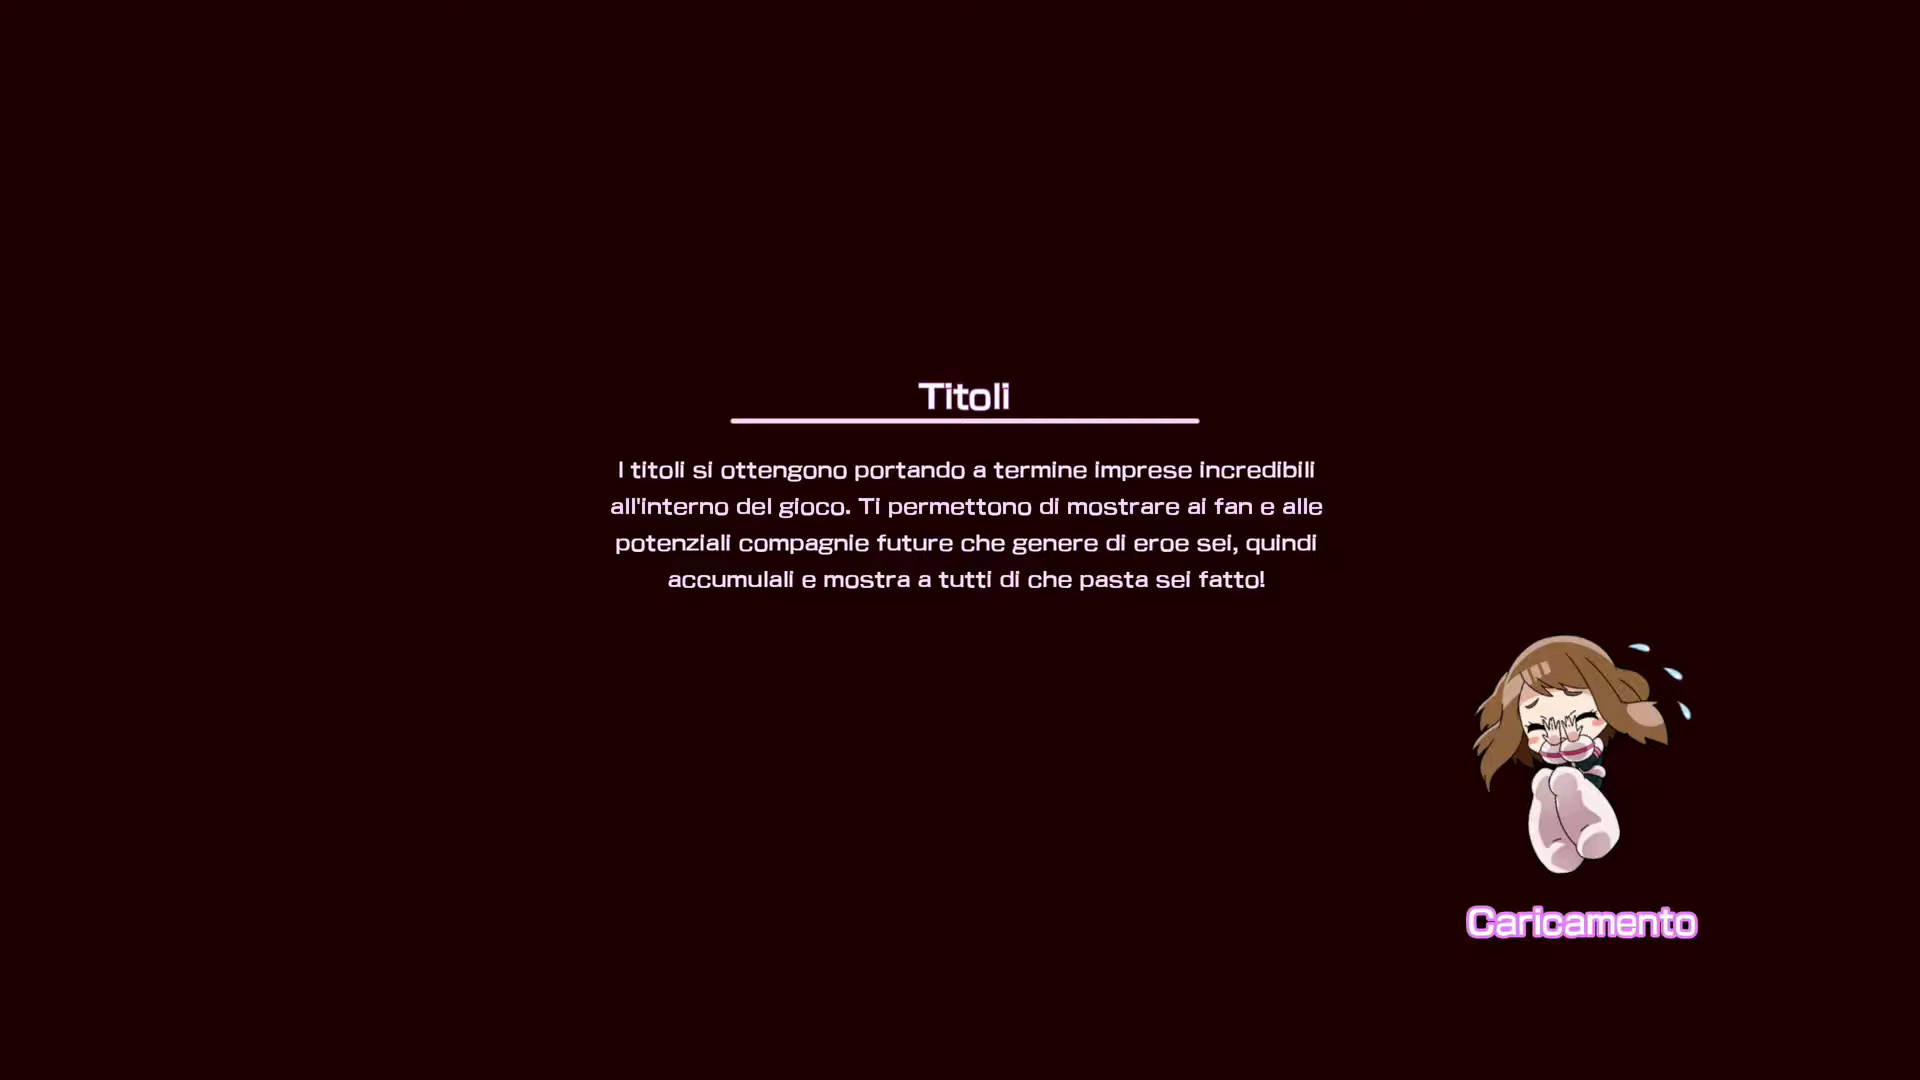 Titoli
I titoli si ottengono portando a termine imprese incredibili
all'interno del gioco. Ti permettono di mostrare ai fan e alle
potenziali compagnie future che genere di eroe sei, quindi
accumulali e mostra a tutti di che pasta sei fatto!
Caricamento